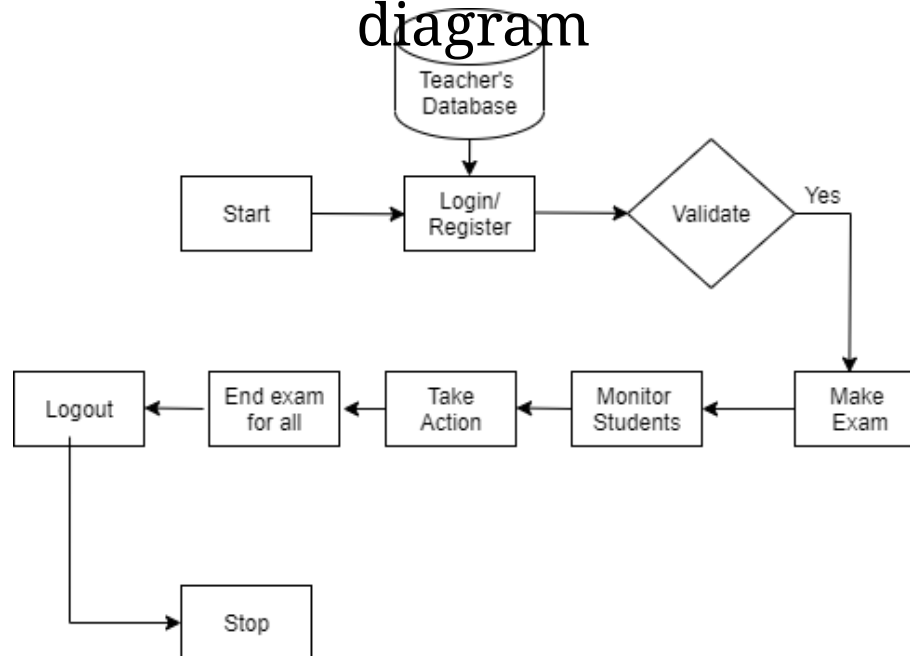 diagram
Teacher's
Database
Start
Login/
Register
Validate
Yes
Logout
End exam
for all
Take
Action
Monitor
Students
Make
Exam
Stop